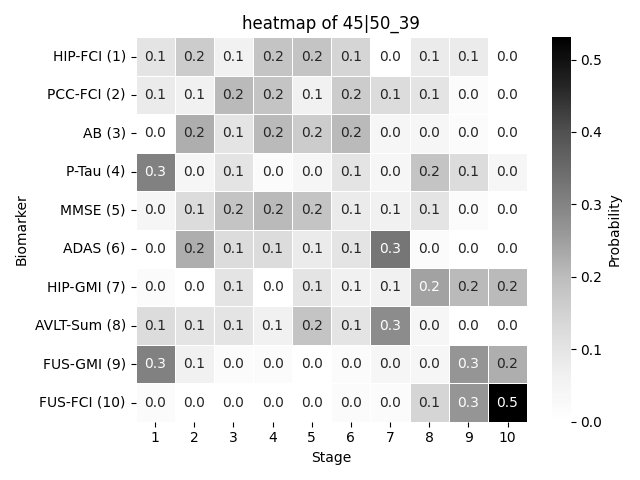 heatmap of 45|50_39
HIP-FCI (1) 0.1 0.2 0.1 0.2 0.2 0.1 0.0 0.1 0.1 0.0
PCC-FCI (2) 0.1 0.1 0.2 0.2 0.1 0.2 0.1 0.1 0.0 0.0
AB (3) 0.0 0.2 0.1 0.2 0.2 0.2 0.0 0.0 0.0 0.0
P-Tau (4) 0.3 0.0 0.1 0.0 0.0 0.1 0.0 0.2 0.1 0.0
MMSE (5) 0.0 0.1 0.2 0.2 0.2 0.1 0.1 0.1 0.0 0.0
ADAS (6) 0.0 0.2 0.1 0.1 0.1 0.1 0.3 0.0 0.0 0.0
HIP-GMI (7) 0.0 0.0 0.1 0.0 0.1 0.1 0.1 0.2 0.2 0.2
AVLT-Sum (8) 0.1 0.1 0.1 0.1 0.2 0.1 0.3 0.0 0.0 0.0
FUS-GMI (9) 0.3 0.1 0.0 0.0 0.0 0.0 0.0 0.0 0.3 0.2
FUS-FCI (10) 0.0 0.0 0.0 0.0 0.0 0.0 0.0 0.1 0.3 0.5
1 2 3 4 5 6 7 8 9 10
Stage
Biomarker
0.5
0.4
0.3
0.2
0.1
0.0
Probability